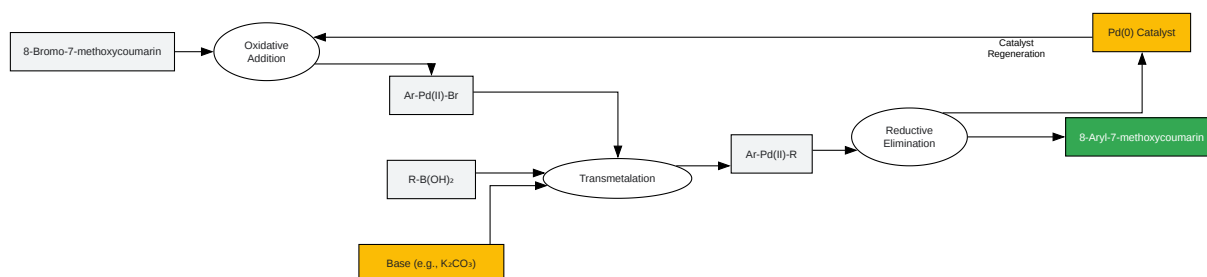 8-Bromo-7-methoxycoumarin
Oxidative
Addition
Pd(0) Catalyst
Catalyst
Regeneration
Ar-Pd(II)-Br
R-B(OH)₂
Transmetalation
Ar-Pd(II)-R
Reductive
Elimination
8-Aryl-7-methoxycoumarin
Base (e.g., K₂CO₃)